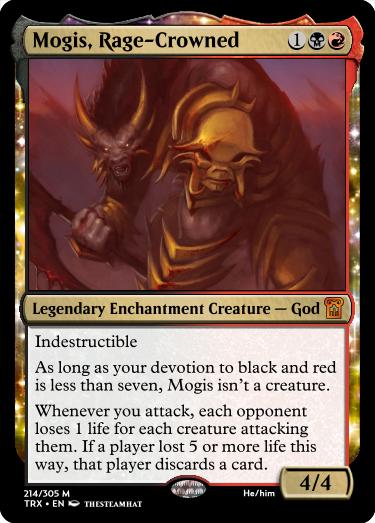 Mogis, Rage-Crowned 1
Legendary Enchantment Creature — God
Indestructible
As long as your devotion to black and red
is less than seven, Mogis isn't a creature.
Whenever you attack, each opponent
loses 1 life for each creature attacking
them. If a player lost 5 or more life this
way, that player discards a card.
4/4
214/305 M
He/him
TRX • EN THESTEAMHAT